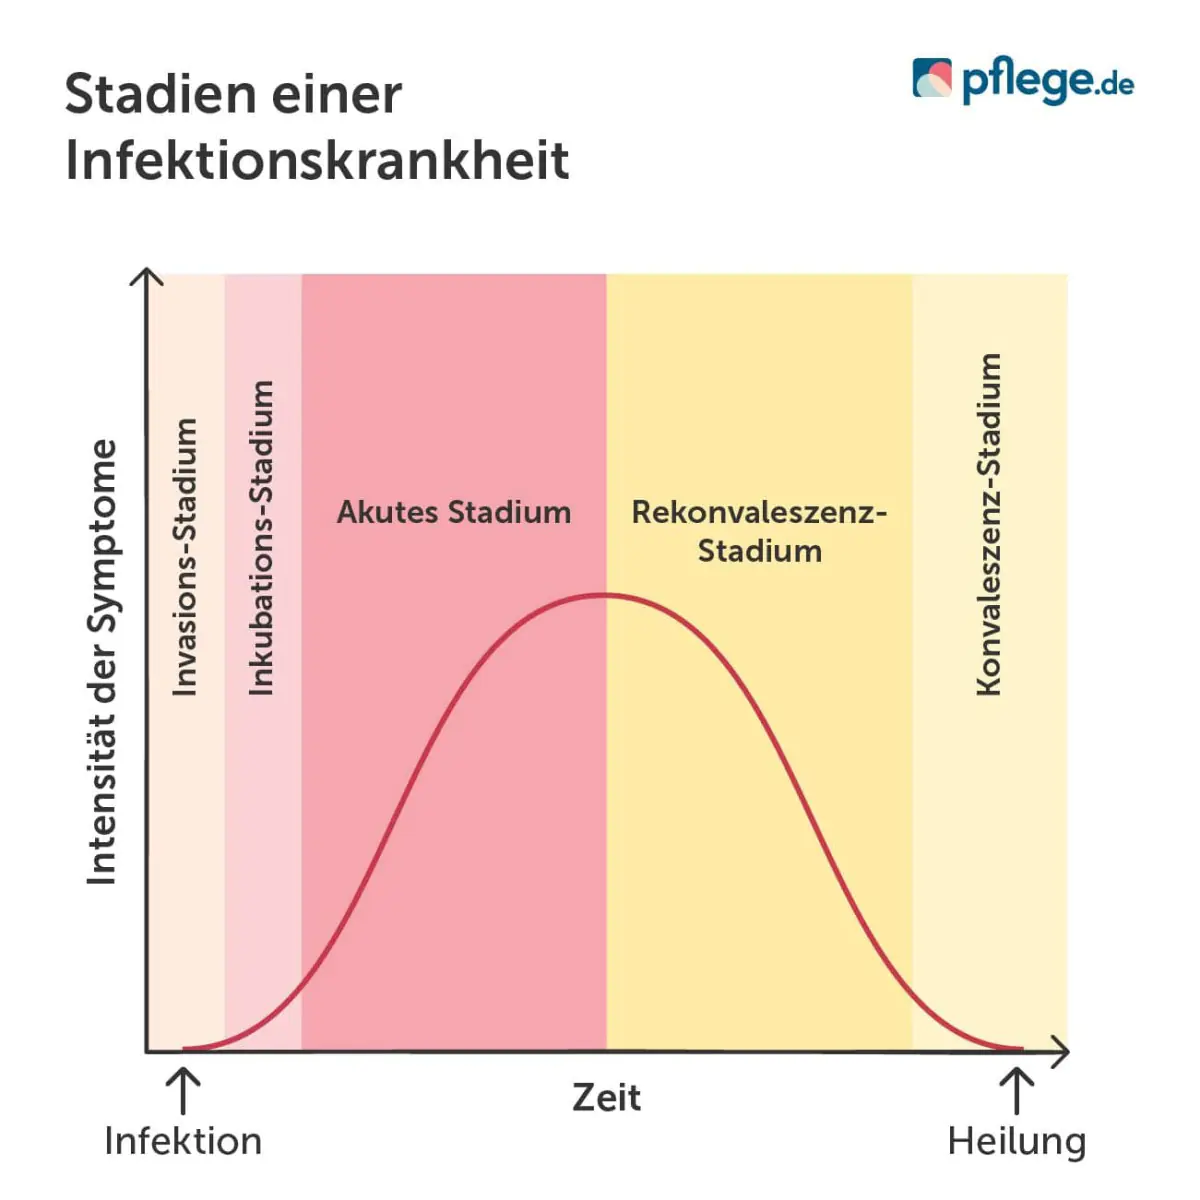 Stadien einer
Infektionskrankheit
pflege.de
Intensität der Symptome
Invasions-Stadium
Inkubations-Stadium
Akutes Stadium
Rekonvaleszenz-
Stadium
Konvaleszenz-Stadium
Zeit
Infektion
Heilung